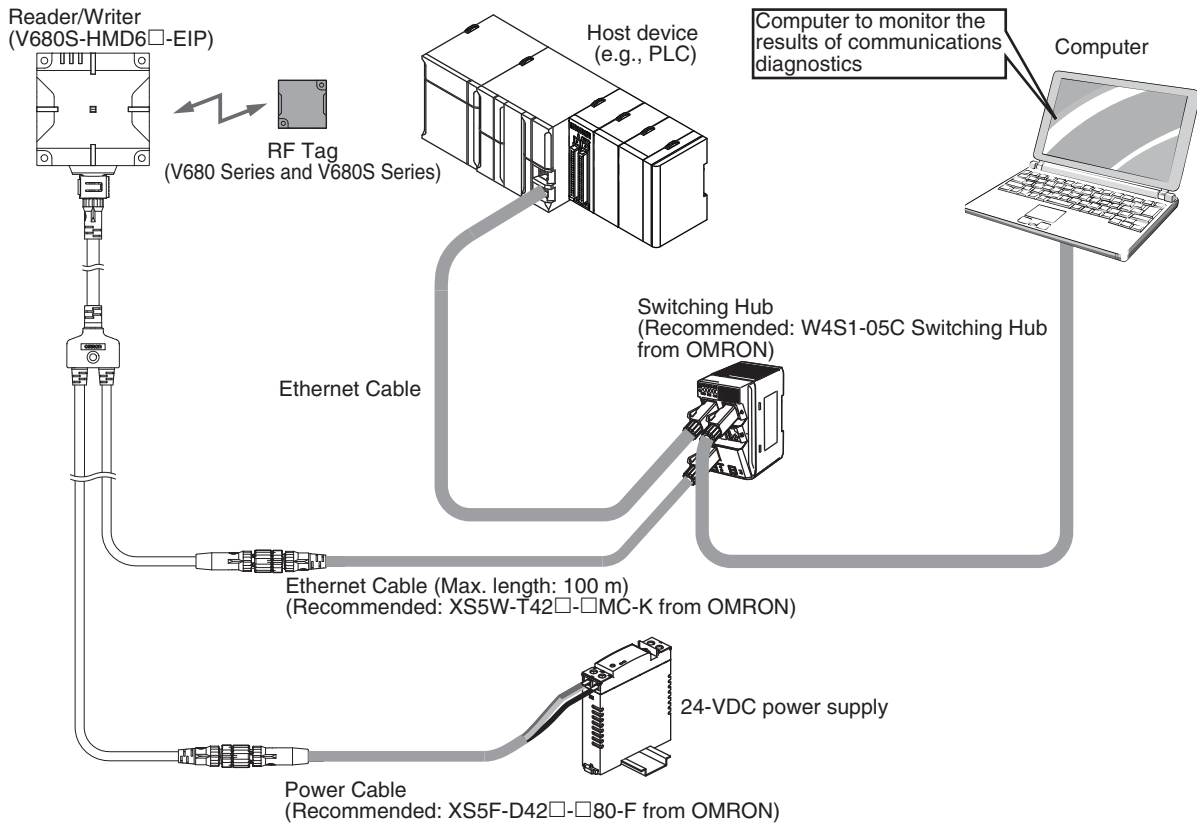 Reader/Writer
(V680S-HMD6□-EIP)
Host device
(e.g., PLC)
Computer to monitor the
results of communications
diagnostics
Computer
RF Tag
(V680 Series and V680S Series)
Switching Hub
(Recommended: W4S1-05C Switching Hub
from OMRON)
OMRON
Ethernet Cable
Ethernet Cable (Max. length: 100 m)
(Recommended: XS5W-T42□-□MC-K from OMRON)
24-VDC power supply
Power Cable
(Recommended: XS5F-D42□-□80-F from OMRON)